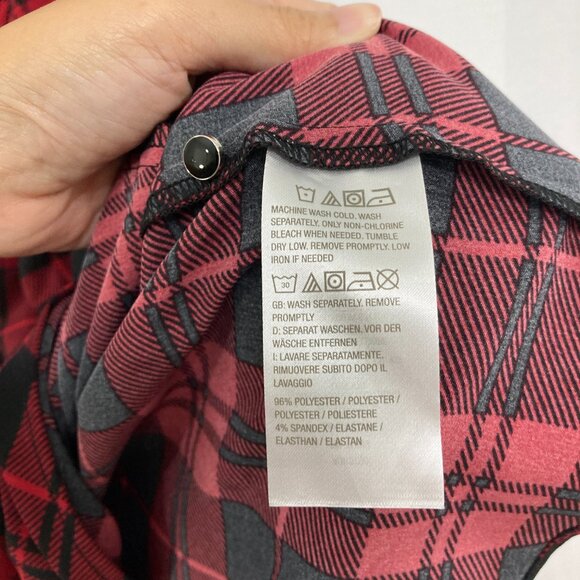 MACHINE WASH COLD. WASH
SEPARATELY. ONLY NON-CHLORINE
BLEACH WHEN NEEDED. TUMBLE
DRY LOW. REMOVE PROMPTLY. LOW
IRON IF NEEDED.
30
GB: WASH SEPARATELY. REMOVE
PROMPTLY
D: SEPARAT WASCHEN. VOR DER
WÄSCHE ENTFERNEN
I: LAVARE SEPARATAMENTE.
RIMUOVERE SUBITO DOPO IL
LAVAGGIO
96% POLYESTER / POLYESTER /
POLYESTER / POLIESTERE
4% SPANDEX / ELASTANE /
ELASTHAN / ELASTAN